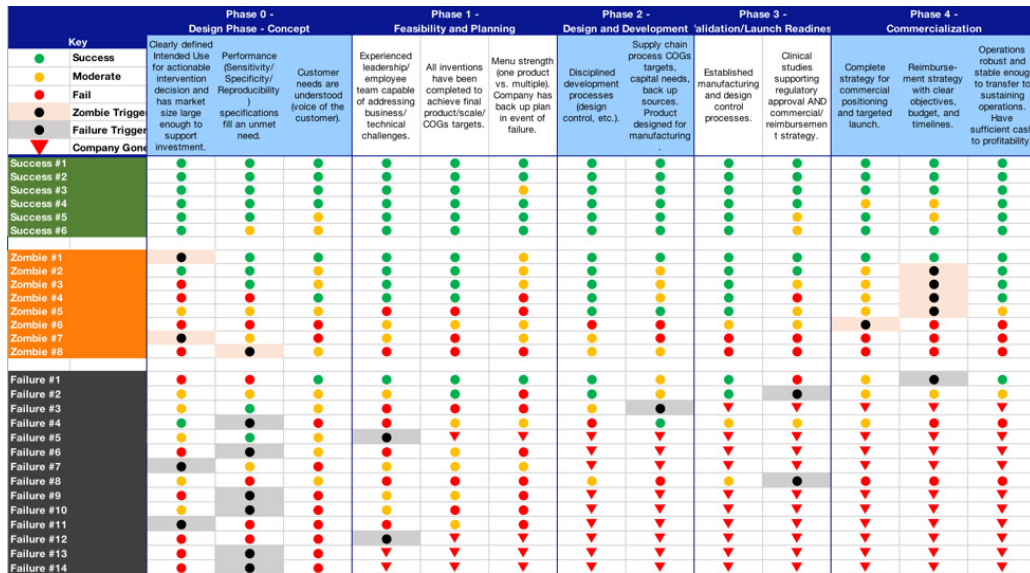 Phase 0 -
Design Phase - Concept
Phase 1 -
Feasibility and Planning
Phase 2 -
Design and Development
Phase 3 -
Validation/Launch Readines
Phase 4 -
Commercialization
Key
Success
Moderate
Fail
Zombie Trigger
Failure Trigger
Company Gone
Clearly defined
Intended Use
for actionable
intervention
decision and has
market size
large enough to
support
investment.
Performance
(Sensitivity/
Specificity/
Reproducibility
) specifications
fill an unmet
need.
Customer
needs are
understood
(voice of the
customer).
Experienced
leadership/
employee
team capable
of addressing
business/
technical
challenges.
All inventions
have been
completed to
achieve final
product/scale/
COGs targets.
Menu strength
(one product
vs. multiple).
Company has
back up plan
in event of
failure.
Disciplined
development
processes
(design
control, etc.).
Supply chain
process COGs
targets,
capital needs,
back up
sources.
Product
designed for
manufacturing
.
Established
manufacturing
and design
control
processes.
Clinical
studies
supporting
regulatory
approval AND
commercial/
reimbursemen
t strategy.
Complete
strategy for
commercial
positioning
and targeted
launch.
Reimburse-
ment strategy
with clear
objectives,
budget, and
timelines.
Operations
robust and
stable enough
to transfer to
sustaining
operations.
Have
sufficient cash
to profitability.
Success #1
Success #2
Success #3
Success #4
Success #5
Success #6
Zombie #1
Zombie #2
Zombie #3
Zombie #4
Zombie #5
Zombie #6
Zombie #7
Zombie #8
Failure #1
Failure #2
Failure #3
Failure #4
Failure #5
Failure #6
Failure #7
Failure #8
Failure #9
Failure #10
Failure #11
Failure #12
Failure #13
Failure #14